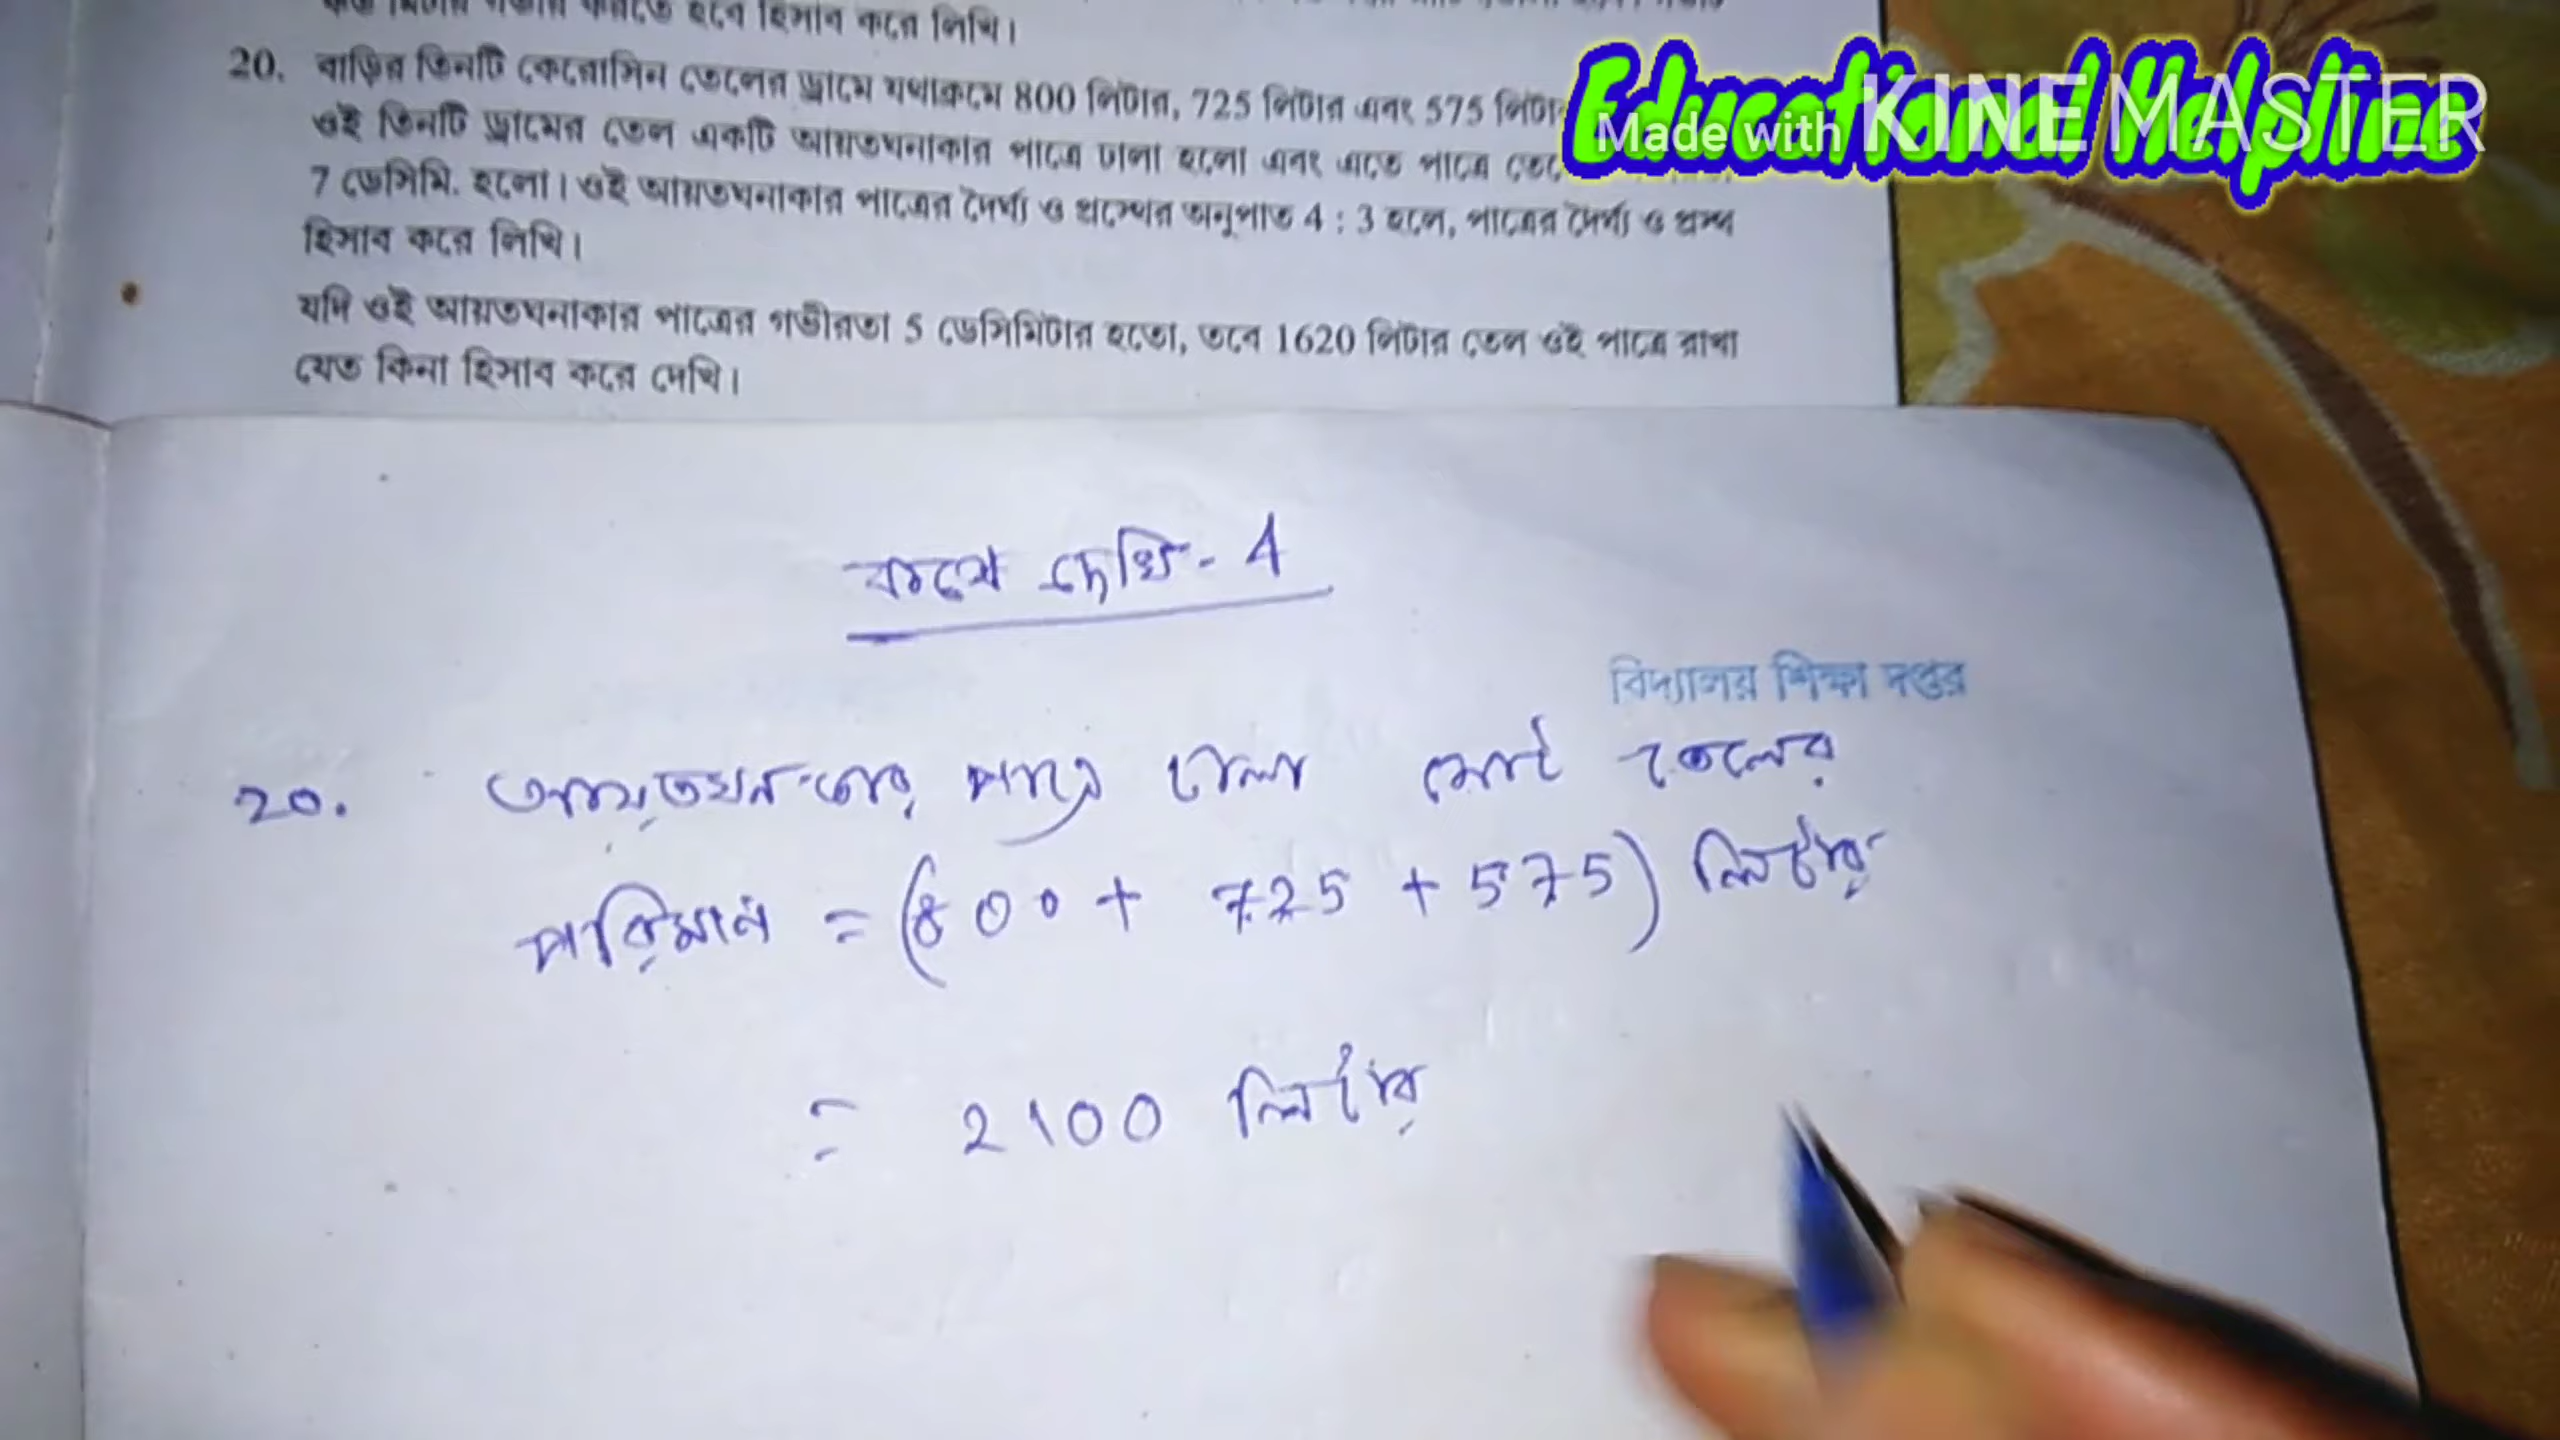 করতে হবে হিসাব করে লিখি।
20. বাড়ির তিনটি কেরোসিন তেলের ড্রামে যথাক্রমে 800 লিটার, 725 লিটার এবং 575 লিটার
ওই তিনটি ড্রামের তেল একটি আয়তঘনাকার পাত্রে ঢালা হলো এবং এতে পাত্রে
7 ডেসিমি. হলো। ওই আয়তঘনাকার পাত্রের দৈর্ঘ্য ও প্রস্থের অনুপাত 4 : 3 হলে, পাত্রের দৈর্ঘ্য ও প্রস্থ
হিসাব করে লিখি।
যদি ওই আয়তঘনাকার পাত্রের গভীরতা 5 ডেসিমিটার হতো, তবে 1620 লিটার তেল ওই পাত্রে রাখা
যেত কিনা হিসাব করে দেখি।
Educational Helpline
Made with KINEMASTER
কষে দেখি - 4
বিদ্যালয় শিক্ষা দপ্তর
20. আয়তঘনাকার পাত্রে ঢালা মোট তেলের
পরিমান = (800 + 725 + 575) লিটার
= 2100 লিটার